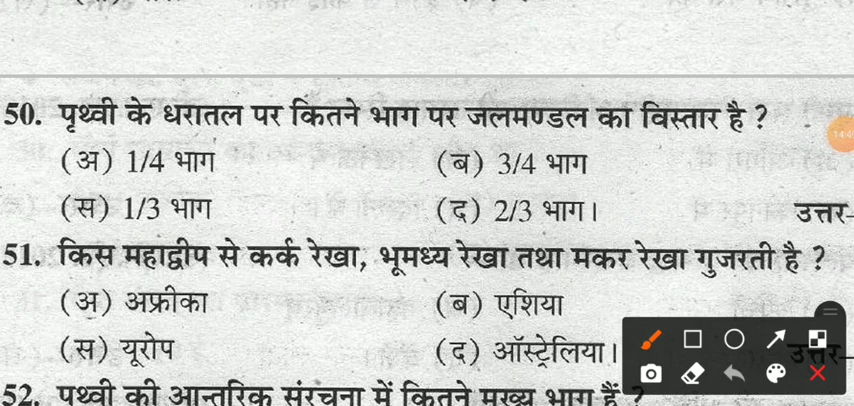 50. पृथ्वी के धरातल पर कितने भाग पर जलमण्डल का विस्तार है ?
(अ) 1/4 भाग (ब) 3/4 भाग
(स) 1/3 भाग (द) 2/3 भाग। उत्तर-
51. किस महाद्वीप से कर्क रेखा, भूमध्य रेखा तथा मकर रेखा गुजरती है ?
(अ) अफ्रीका (ब) एशिया
(स) यूरोप (द) ऑस्ट्रेलिया। उत्तर-
52. पृथ्वी की आन्तरिक संरचना में कितने मुख्य भाग हैं ?